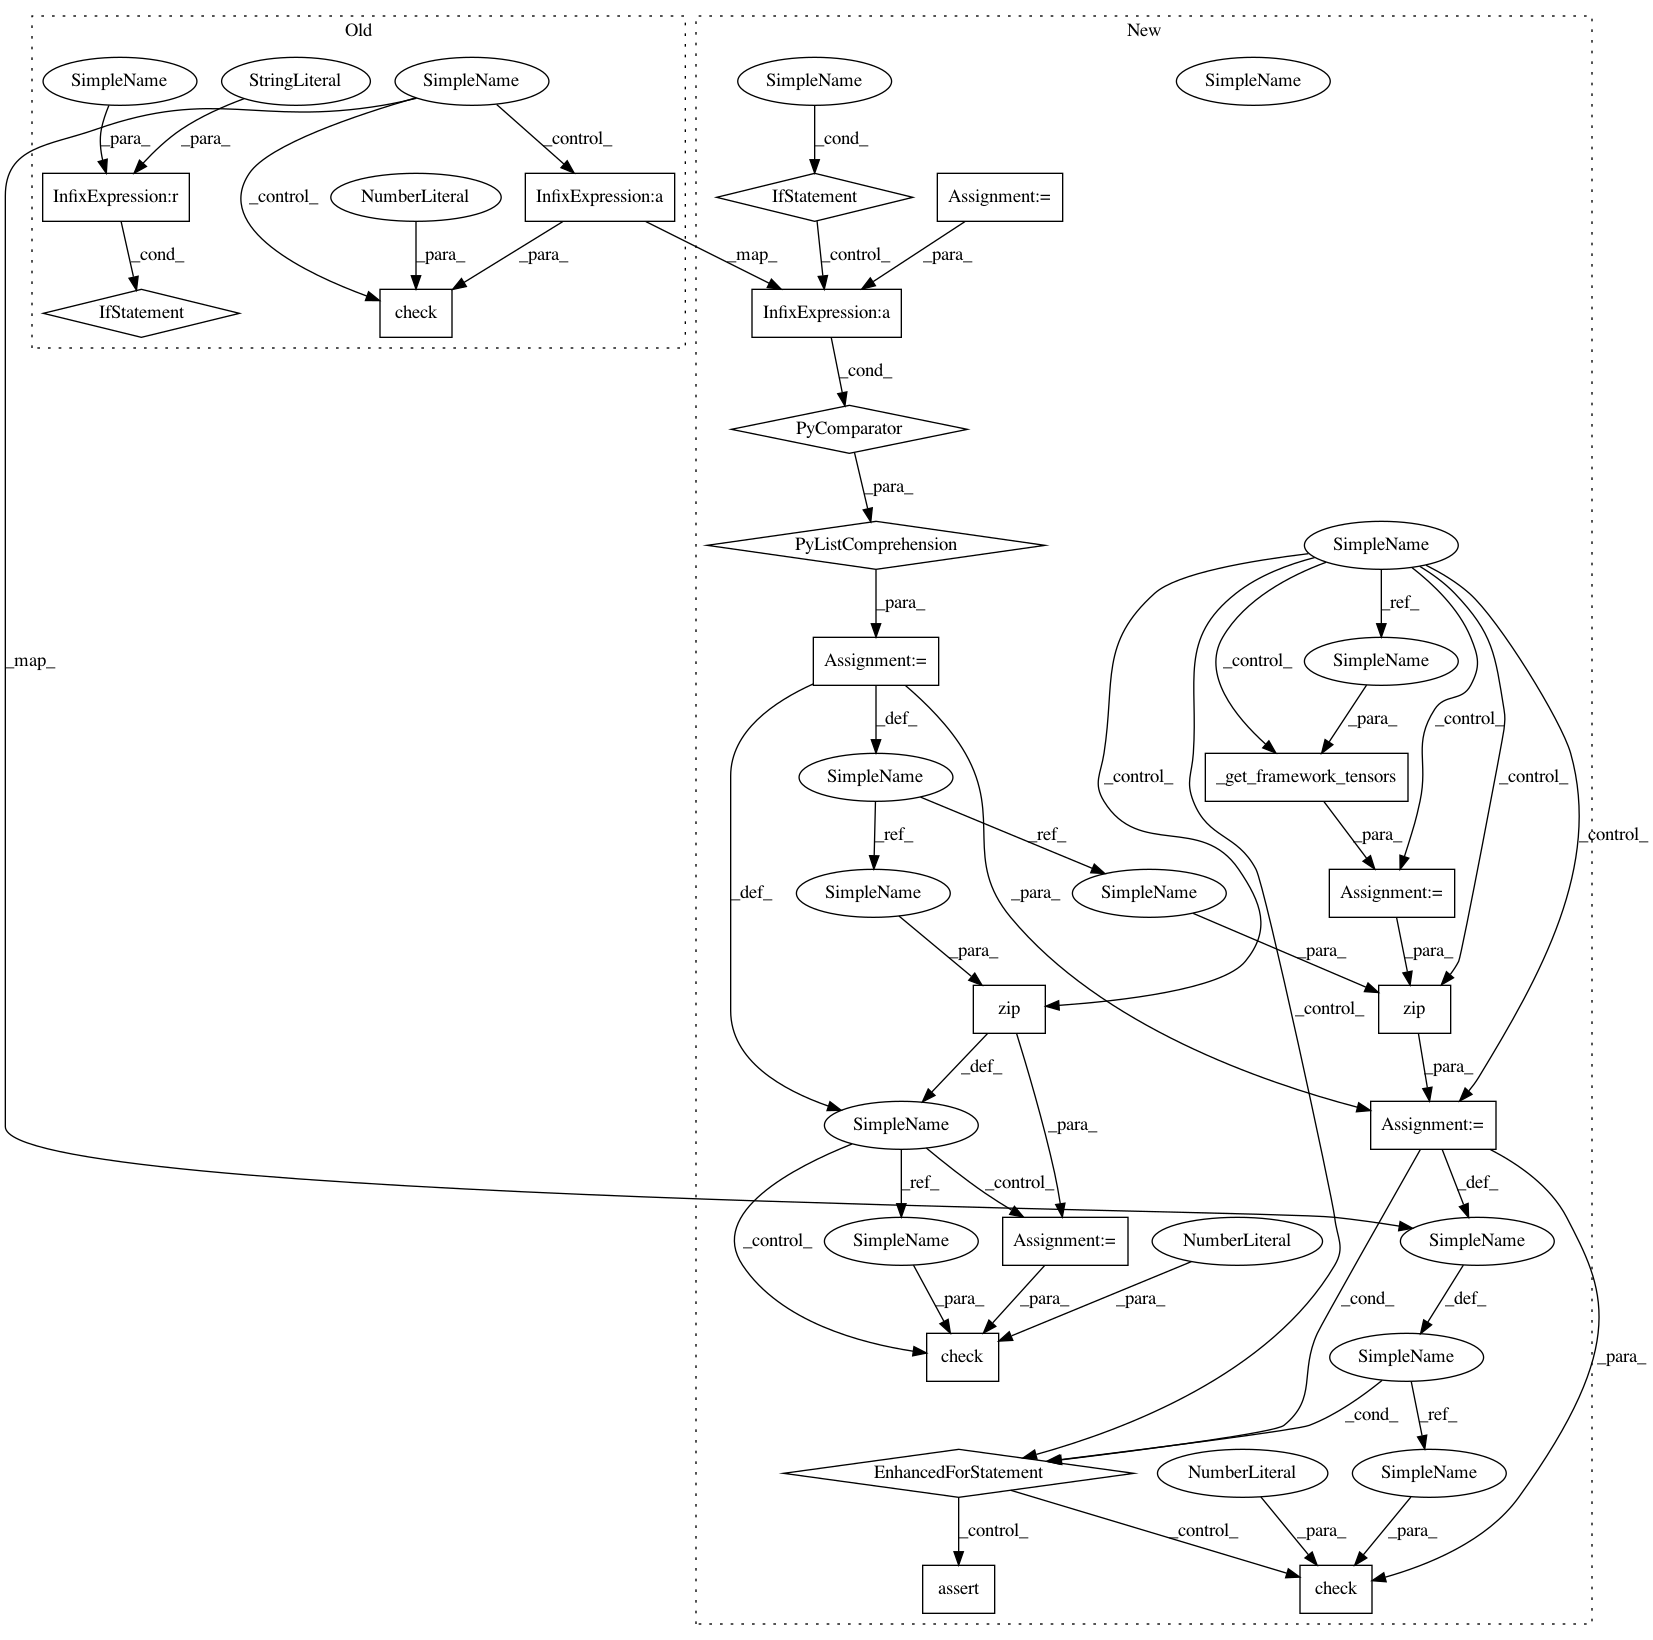 Old
New
SimpleName
StringLiteral
SimpleName
SimpleName
SimpleName
_para_
_para_
_control_
_cond_
InfixExpression:r
_control_
NumberLiteral
InfixExpression:a
IfStatement
Assignment:=
_cond_
_para_
_para_
_map_
_control_
_para_
IfStatement
check
InfixExpression:a
_cond_
PyComparator
_para_
PyListComprehension
SimpleName
_para_
_ref_
_map_
Assignment:=
_control_
SimpleName
_def_
_para_
_control_
SimpleName
_control_
_get_framework_tensors
_control_
_ref_
_ref_
_para_
_control_
_def_
SimpleName
_para_
SimpleName
Assignment:=
_para_
_para_
_para_
_control_
zip
zip
_def_
_para_
SimpleName
_para_
Assignment:=
_ref_
_control_
_def_
_control_
SimpleName
Assignment:=
NumberLiteral
SimpleName
_para_
_para_
_para_
_cond_
_def_
check
SimpleName
_para_
_cond_
_ref_
EnhancedForStatement
NumberLiteral
SimpleName
_control_
_control_
_para_
_para_
assert
check